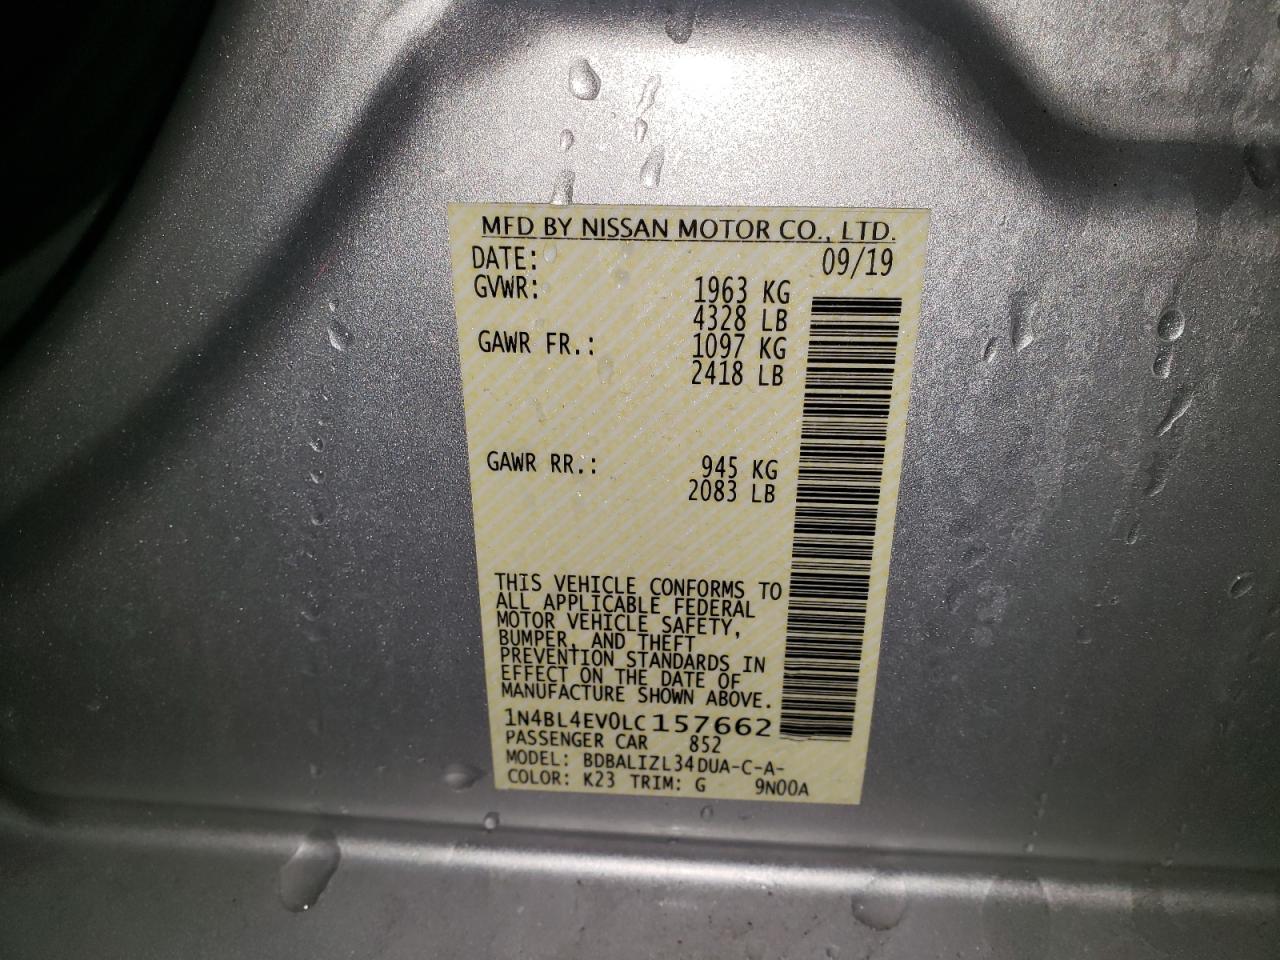 MFD BY NISSAN MOTOR CO., LTD.
DATE: 09/19
GVWR: 1963 KG
4328 LB
GAWR FR.: 1097 KG
2418 LB
GAWR RR.: 945 KG
2083 LB
THIS VEHICLE CONFORMS TO
ALL APPLICABLE FEDERAL
MOTOR VEHICLE SAFETY,
BUMPER, AND THEFT
PREVENTION STANDARDS IN
EFFECT ON THE DATE OF
MANUFACTURE SHOWN ABOVE.
1N4BL4EV0LC157662
PASSENGER CAR 852
MODEL: BDBALIZL34DUA-C-A-
COLOR: K23 TRIM: G 9N00A